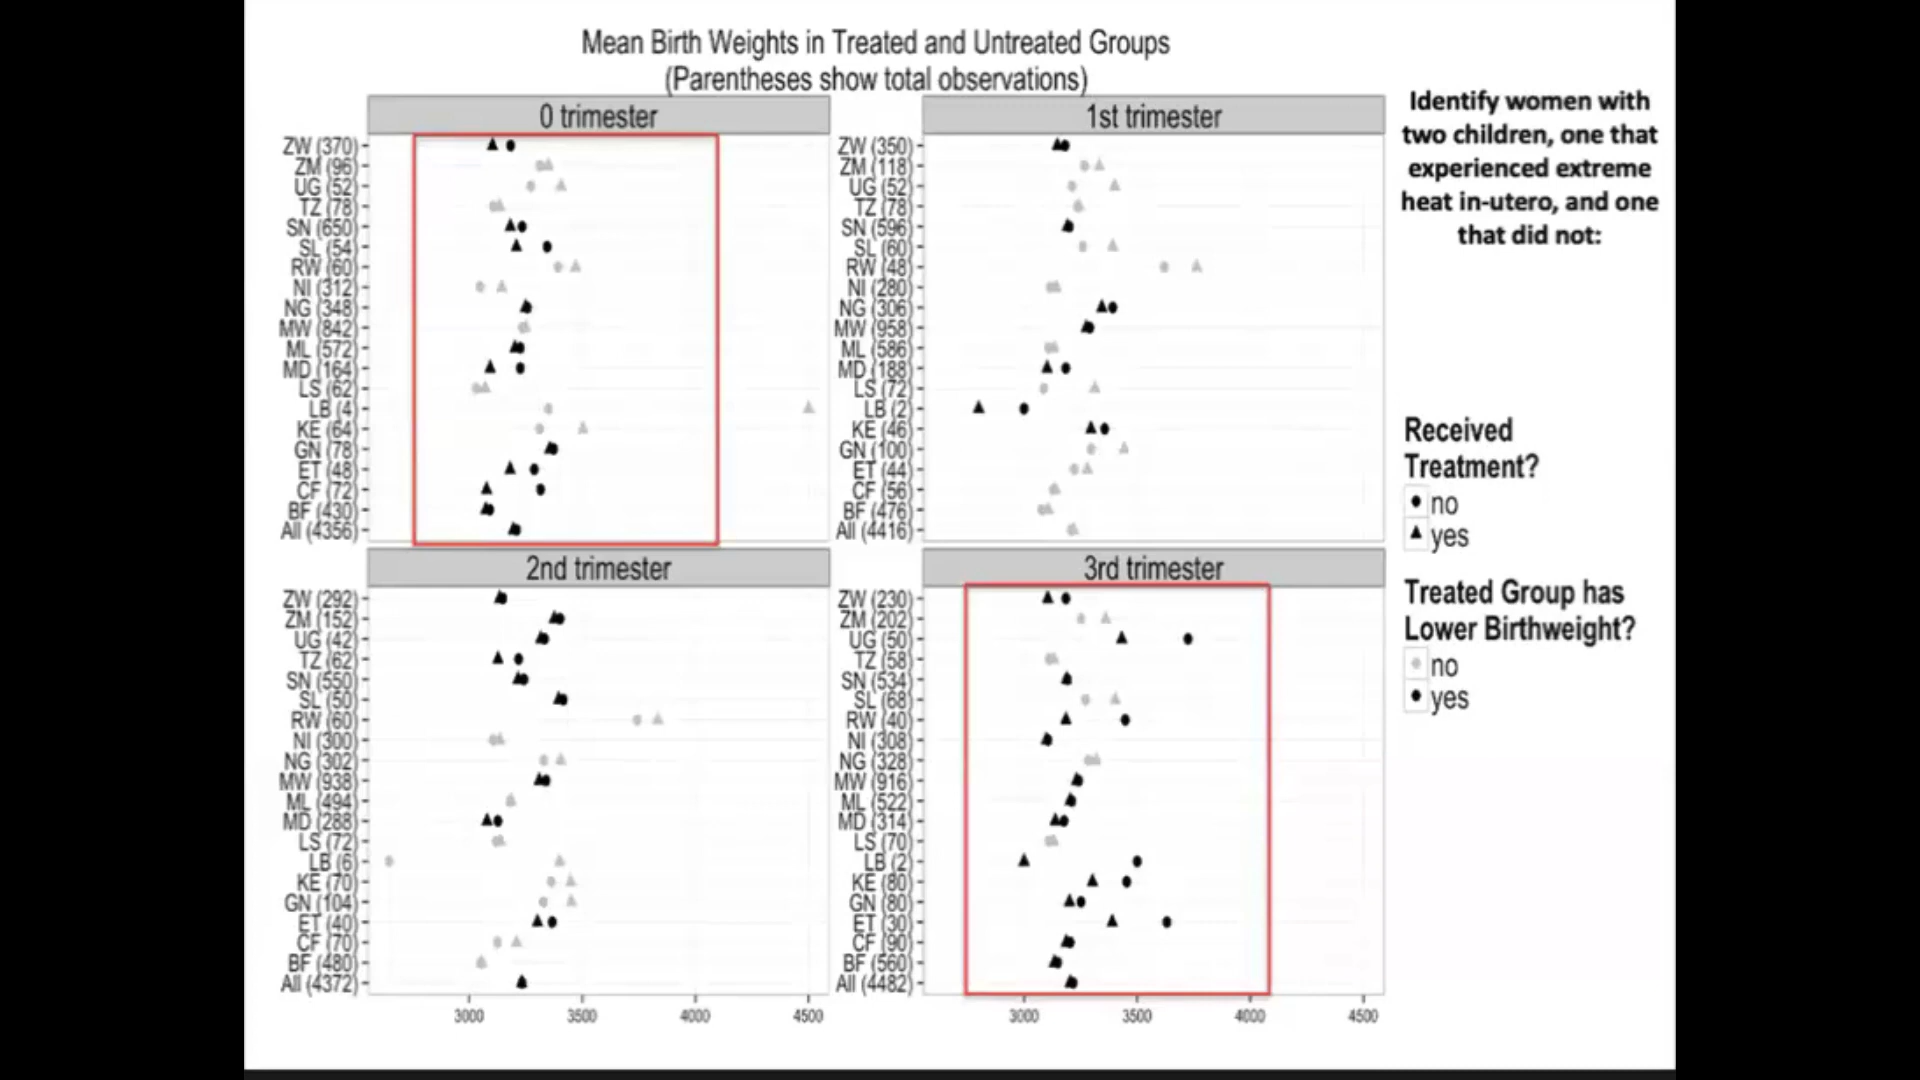 Mean Birth Weights in Treated and Untreated Groups
(Parentheses show total observations)
0 trimester
ZW (370)
ZM (96)
UG (52)
TZ (78)
SN (650)
SL (54)
RW (60)
NI (312)
NG (348)
MW (842)
ML (572)
MD (164)
LS (62)
LB (4)
KE (64)
GN (78)
ET (48)
CF (72)
BF (430)
All (4356)
1st trimester
ZW (350)
ZM (118)
UG (52)
TZ (78)
SN (596)
SL (60)
RW (48)
NI (280)
NG (306)
MW (958)
ML (586)
MD (188)
LS (72)
LB (2)
KE (46)
GN (100)
ET (44)
CF (56)
BF (476)
All (4416)
2nd trimester
ZW (292)
ZM (152)
UG (42)
TZ (62)
SN (550)
SL (50)
RW (60)
NI (300)
NG (302)
MW (938)
ML (494)
MD (288)
LS (72)
LB (6)
KE (70)
GN (104)
ET (40)
CF (70)
BF (480)
All (4372)
3000 3500 4000 4500
3rd trimester
ZW (230)
ZM (202)
UG (50)
TZ (58)
SN (534)
SL (68)
RW (40)
NI (308)
NG (328)
MW (916)
ML (522)
MD (314)
LS (70)
LB (2)
KE (80)
GN (80)
ET (30)
CF (90)
BF (560)
All (4482)
3000 3500 4000 4500
Identify women with
two children, one that
experienced extreme
heat in-utero, and one
that did not:
Received
Treatment?
no
yes
Treated Group has
Lower Birthweight?
no
yes